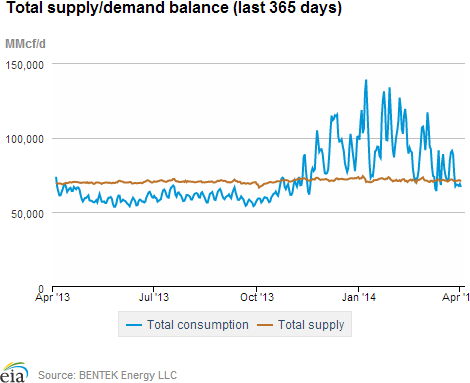 Total supply/demand balance (last 365 days)
MMcf/d
150,000
100,000
50,000
0
Apr '13 Jul '13 Oct '13 Jan '14 Apr '1
Total consumption Total supply
eia Source: BENTEK Energy LLC